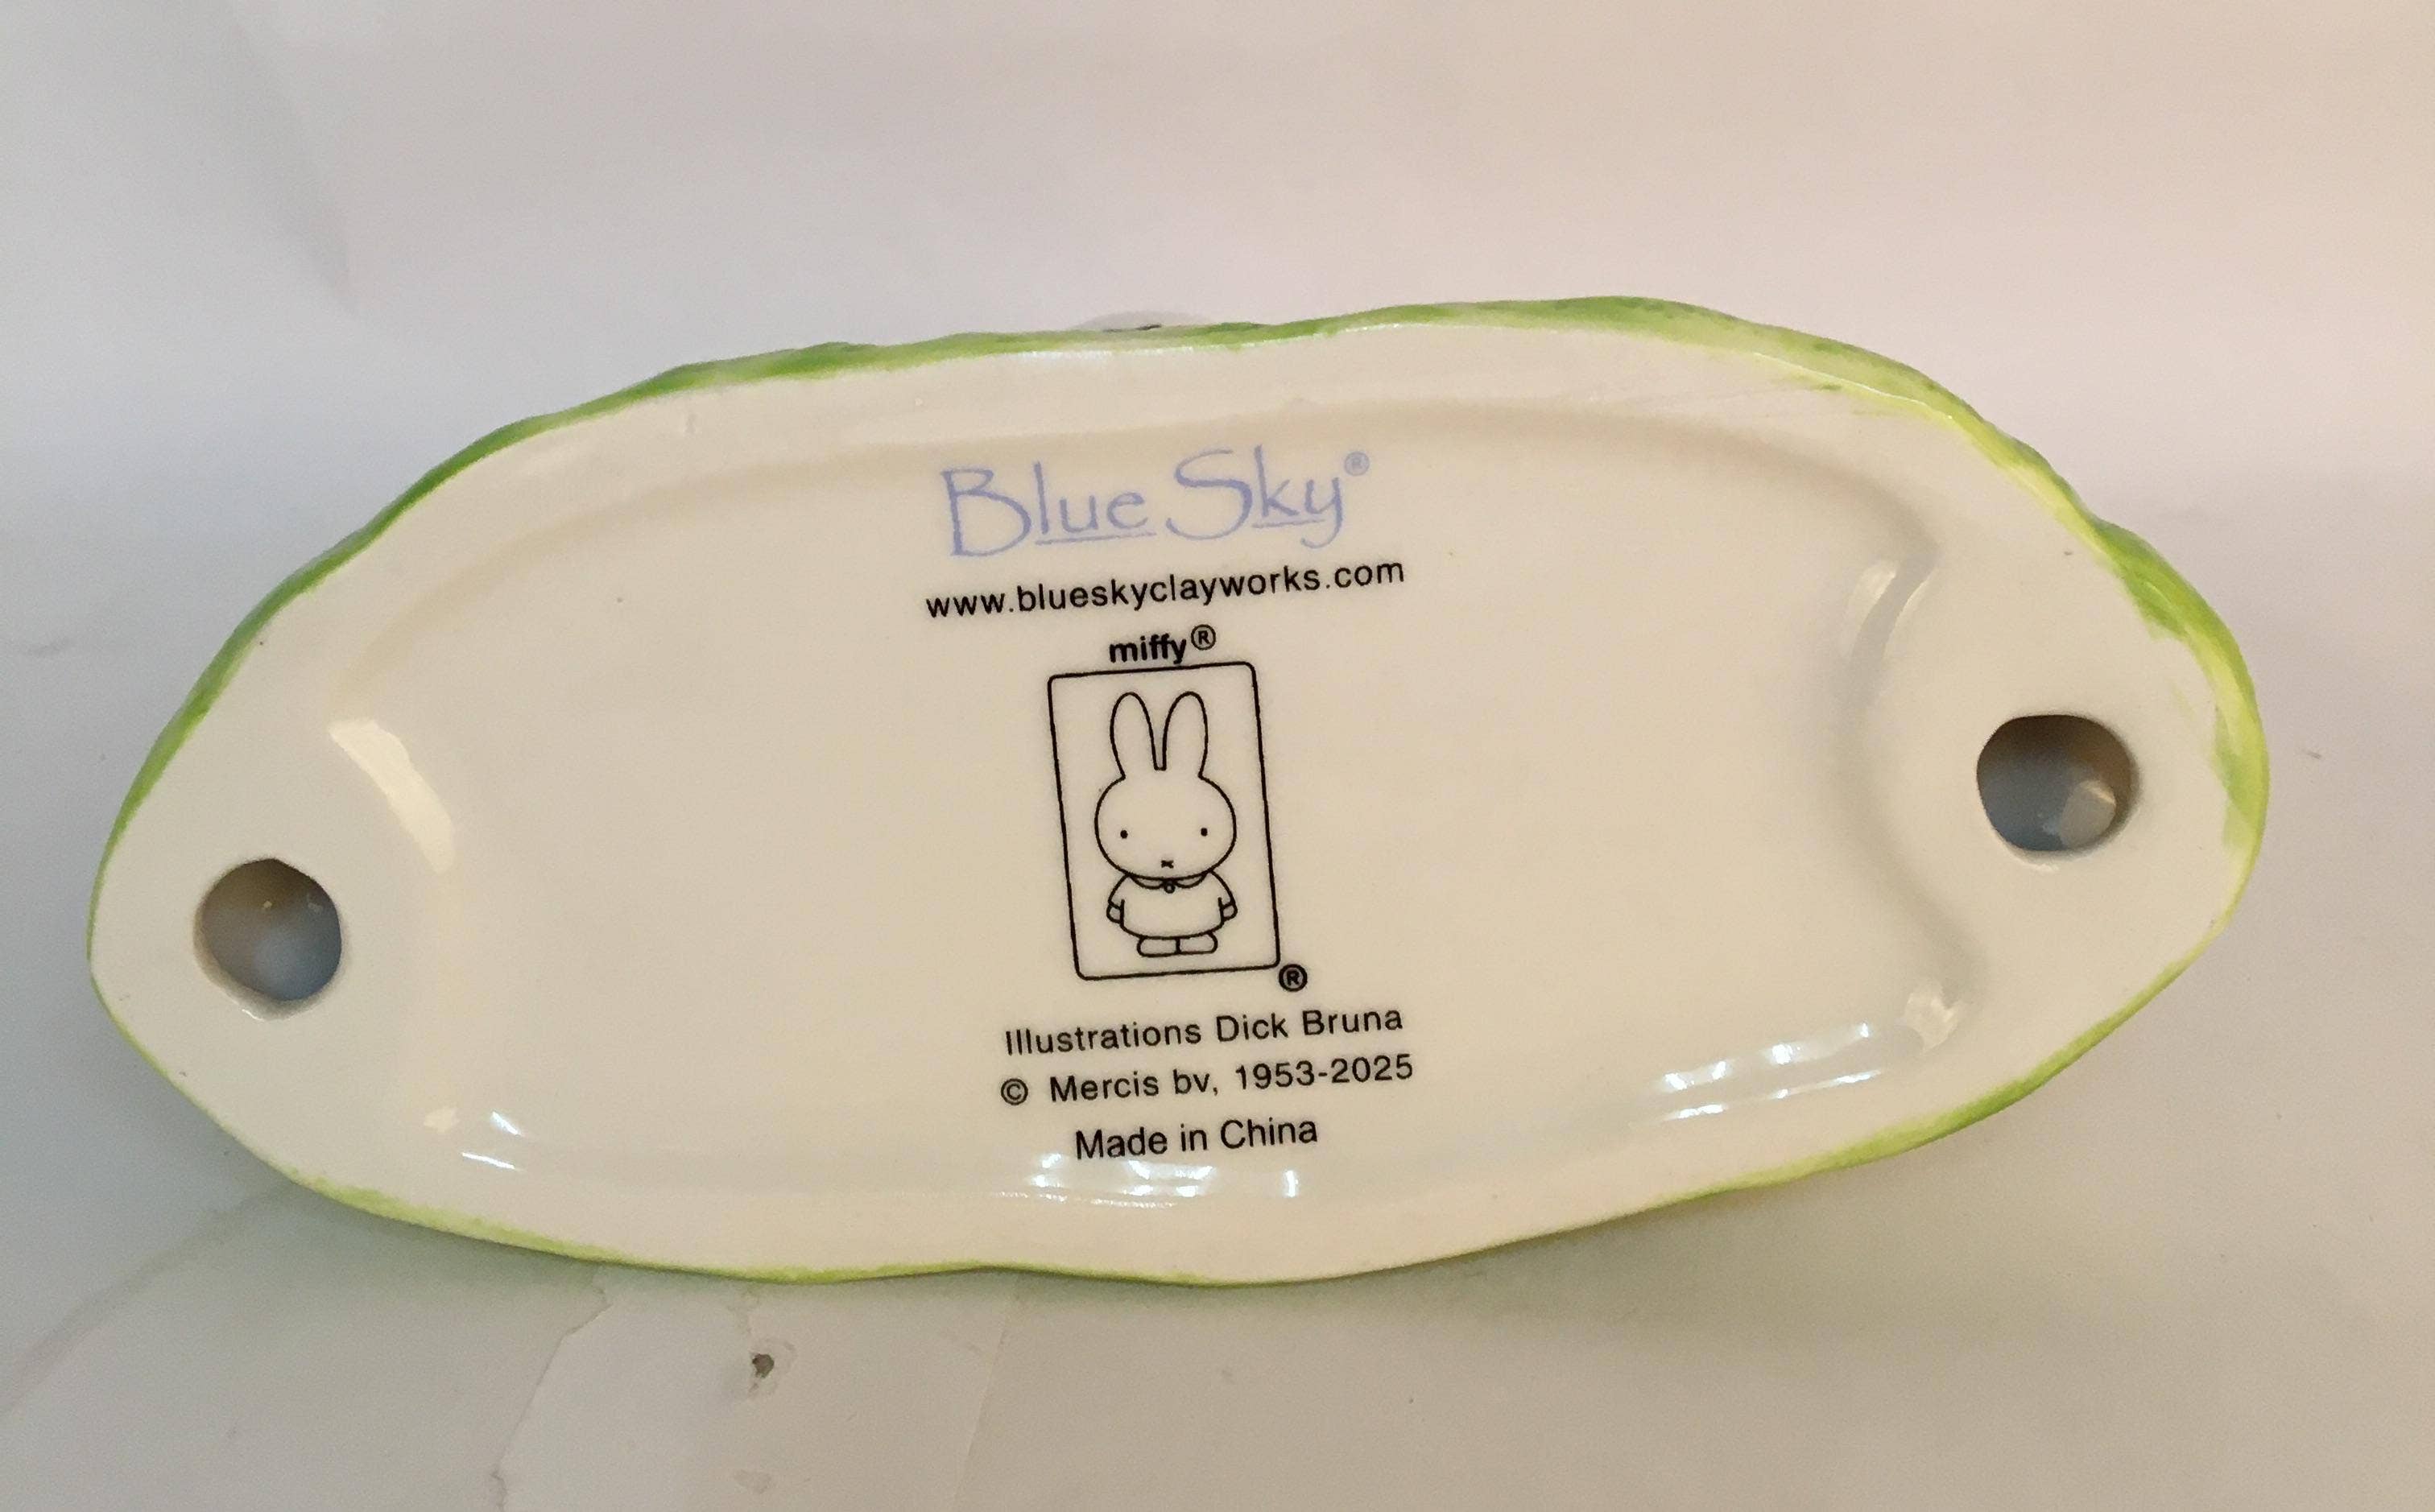 Blue Sky®
www.blueskyclayworks.com
miffy®
®
Illustrations Dick Bruna
© Mercis bv, 1953-2025
Made in China